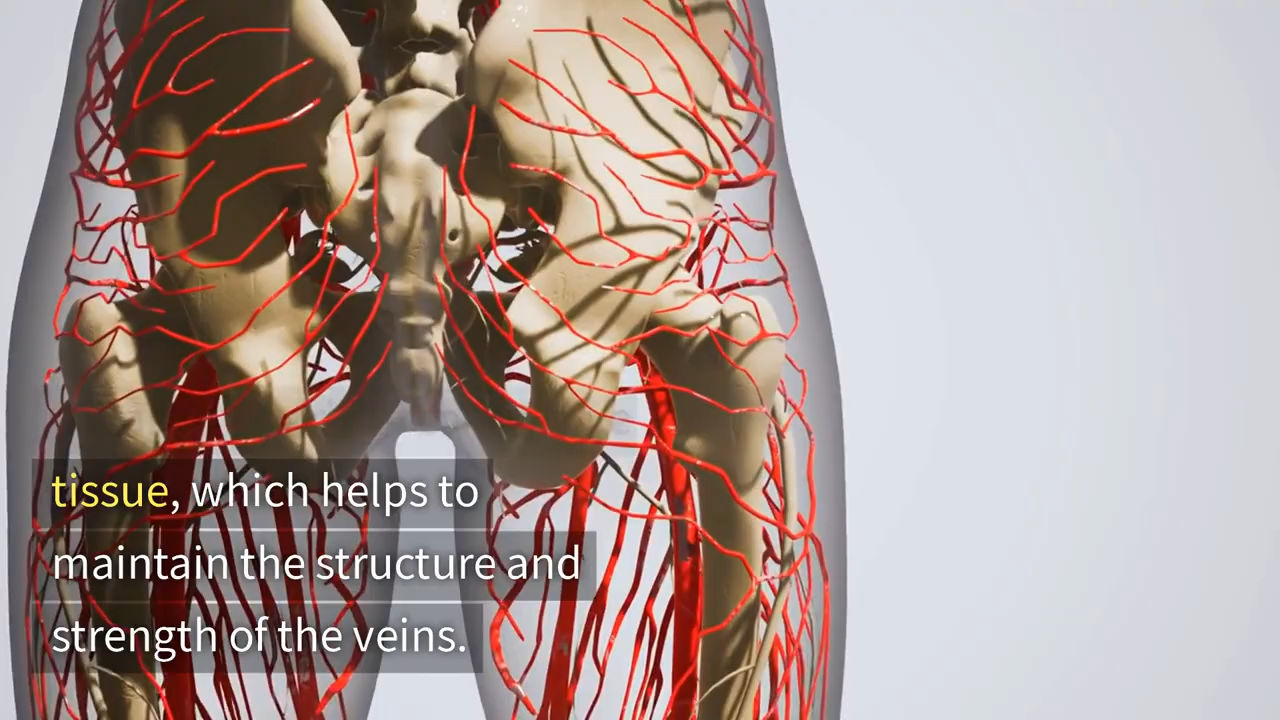 tissue, which helps to
maintain the structure and
strength of the veins.